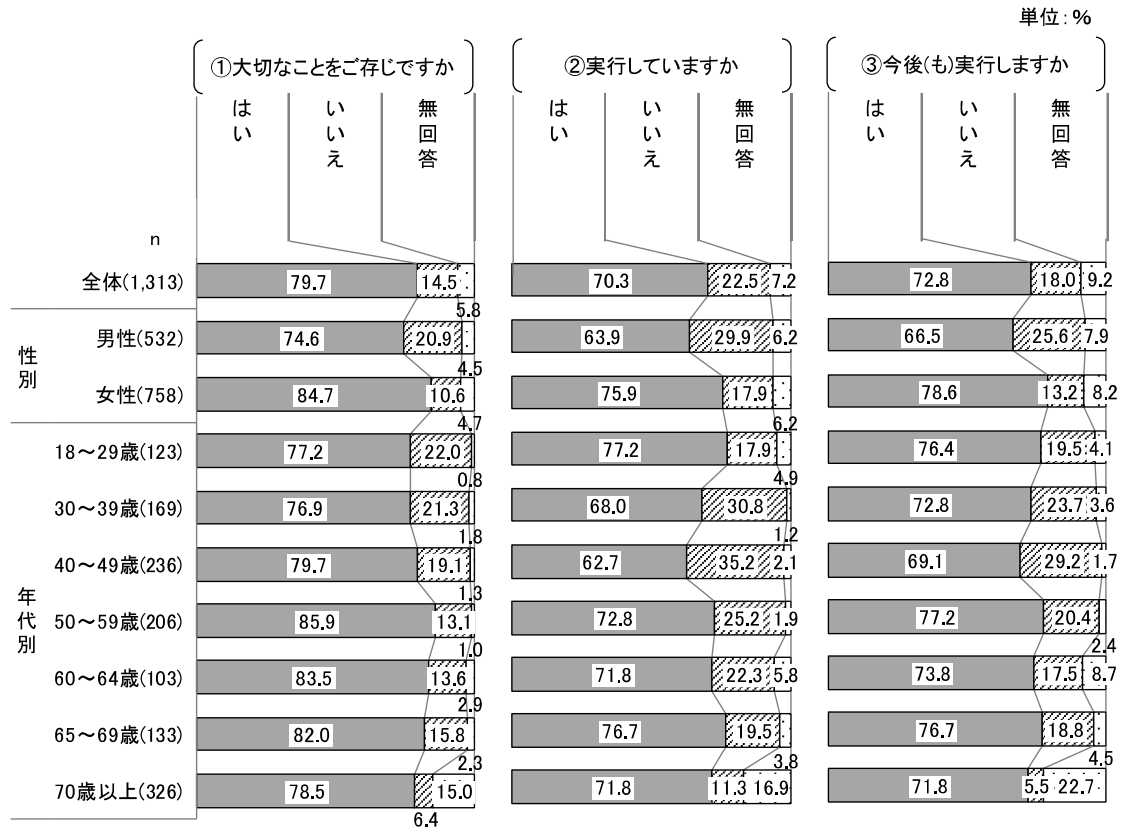 単位：％
①大切なことをご存じですか ②実行していますか ③今後(も)実行しますか
はい いいえ 無回答 はい いいえ 無回答 はい いいえ 無回答
n
全体(1,313) 79.7 14.5 5.8 70.3 22.5 7.2 72.8 18.0 9.2
性別
男性(532) 74.6 20.9 4.5 63.9 29.9 6.2 66.5 25.6 7.9
女性(758) 84.7 10.6 4.7 75.9 17.9 6.2 78.6 13.2 8.2
年代別
18～29歳(123) 77.2 22.0 0.8 77.2 17.9 4.9 76.4 19.5 4.1
30～39歳(169) 76.9 21.3 1.8 68.0 30.8 1.2 72.8 23.7 3.6
40～49歳(236) 79.7 19.1 1.3 62.7 35.2 2.1 69.1 29.2 1.7
50～59歳(206) 85.9 13.1 1.0 72.8 25.2 1.9 77.2 20.4 2.4
60～64歳(103) 83.5 13.6 2.9 71.8 22.3 5.8 73.8 17.5 8.7
65～69歳(133) 82.0 15.8 2.3 76.7 19.5 3.8 76.7 18.8 4.5
70歳以上(326) 78.5 6.4 15.0 71.8 11.3 16.9 71.8 5.5 22.7